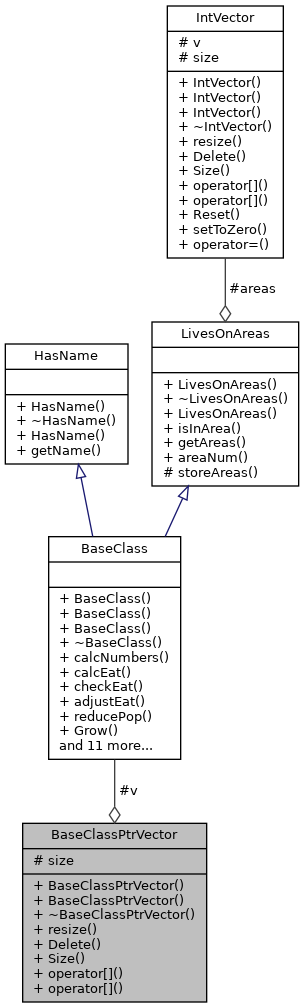 IntVector
# v
# size
+ IntVector()
+ IntVector()
+ IntVector()
+ ~IntVector()
+ resize()
+ Delete()
+ Size()
+ operator[]()
+ operator[]()
+ Reset()
+ setToZero()
+ operator=()
#areas
LivesOnAreas
+ LivesOnAreas()
+ ~LivesOnAreas()
+ LivesOnAreas()
+ isInArea()
+ getAreas()
+ areaNum()
# storeAreas()
HasName
+ HasName()
+ ~HasName()
+ HasName()
+ getName()
BaseClass
+ BaseClass()
+ BaseClass()
+ BaseClass()
+ ~BaseClass()
+ calcNumbers()
+ calcEat()
+ checkEat()
+ adjustEat()
+ reducePop()
+ Grow()
and 11 more...
#v
BaseClassPtrVector
# size
+ BaseClassPtrVector()
+ BaseClassPtrVector()
+ ~BaseClassPtrVector()
+ resize()
+ Delete()
+ Size()
+ operator[]()
+ operator[]()